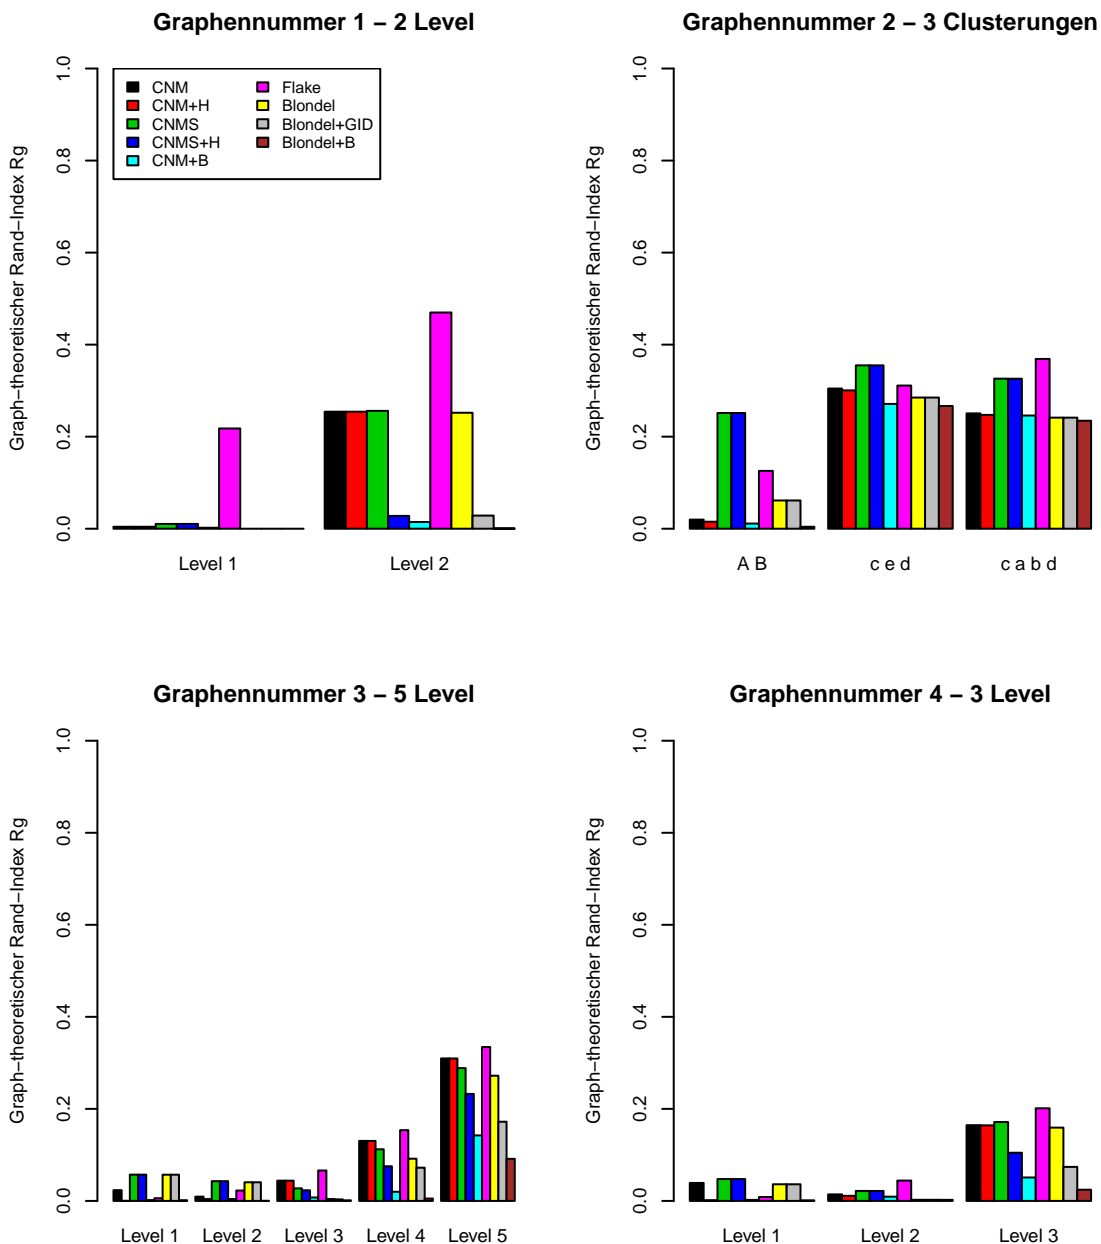 Graphennummer 1 – 2 Level
Graph–theoretischer Rand–Index Rg
0.0 0.2 0.4 0.6 0.8 1.0
CNM
CNM+H
CNMS
CNMS+H
CNM+B
Flake
Blondel
Blondel+GID
Blondel+B
Level 1 Level 2
Graphennummer 2 – 3 Clusterungen
Graph–theoretischer Rand–Index Rg
0.0 0.2 0.4 0.6 0.8 1.0
A B c e d c a b d
Graphennummer 3 – 5 Level
Graph–theoretischer Rand–Index Rg
0.0 0.2 0.4 0.6 0.8 1.0
Level 1 Level 2 Level 3 Level 4 Level 5
Graphennummer 4 – 3 Level
Graph–theoretischer Rand–Index Rg
0.0 0.2 0.4 0.6 0.8 1.0
Level 1 Level 2 Level 3